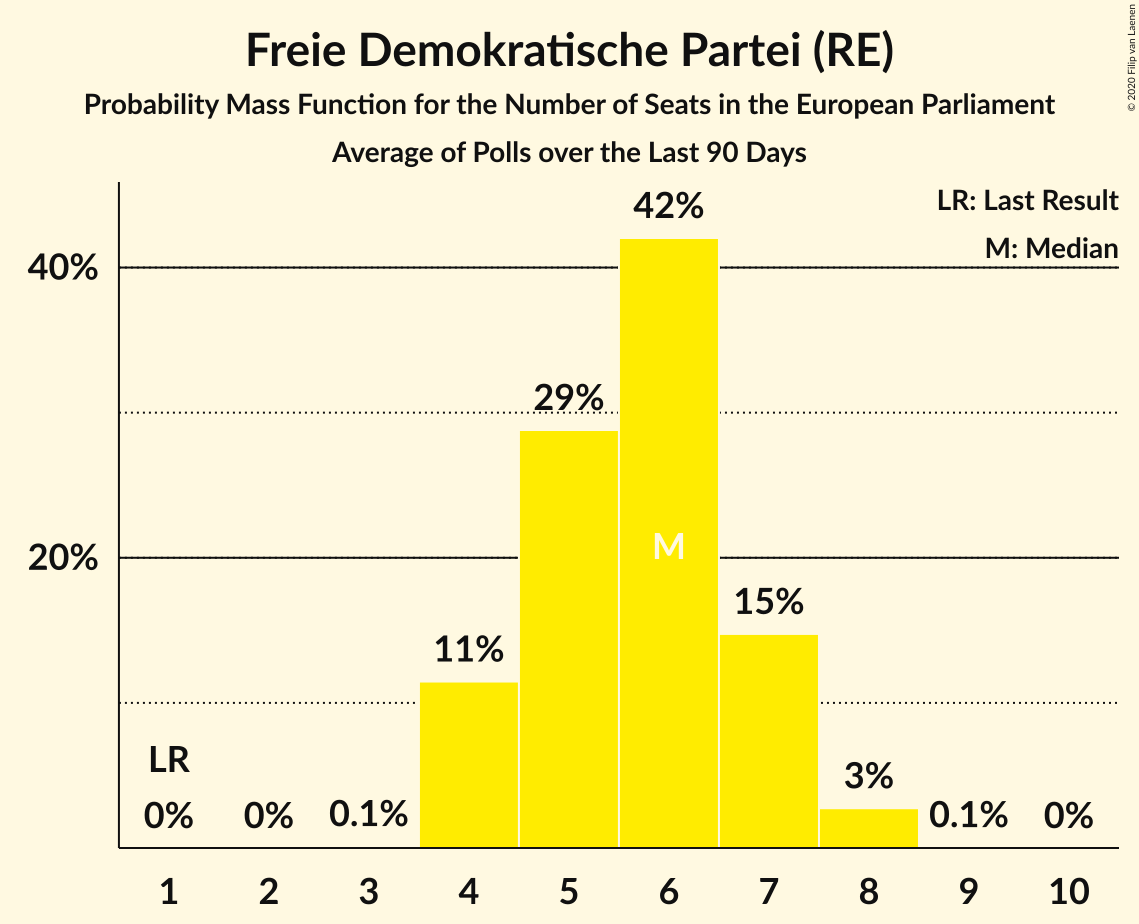 Freie Demokratische Partei (RE)
Probability Mass Function for the Number of Seats in the European Parliament
Average of Polls over the Last 90 Days
© 2020 Filip van Laenen
LR: Last Result
M: Median
42%
40%
29%
M
20%
15%
11%
LR
3%
0% 0% 0.1% 0.1% 0%
1 2 3 4 5 6 7 8 9 10